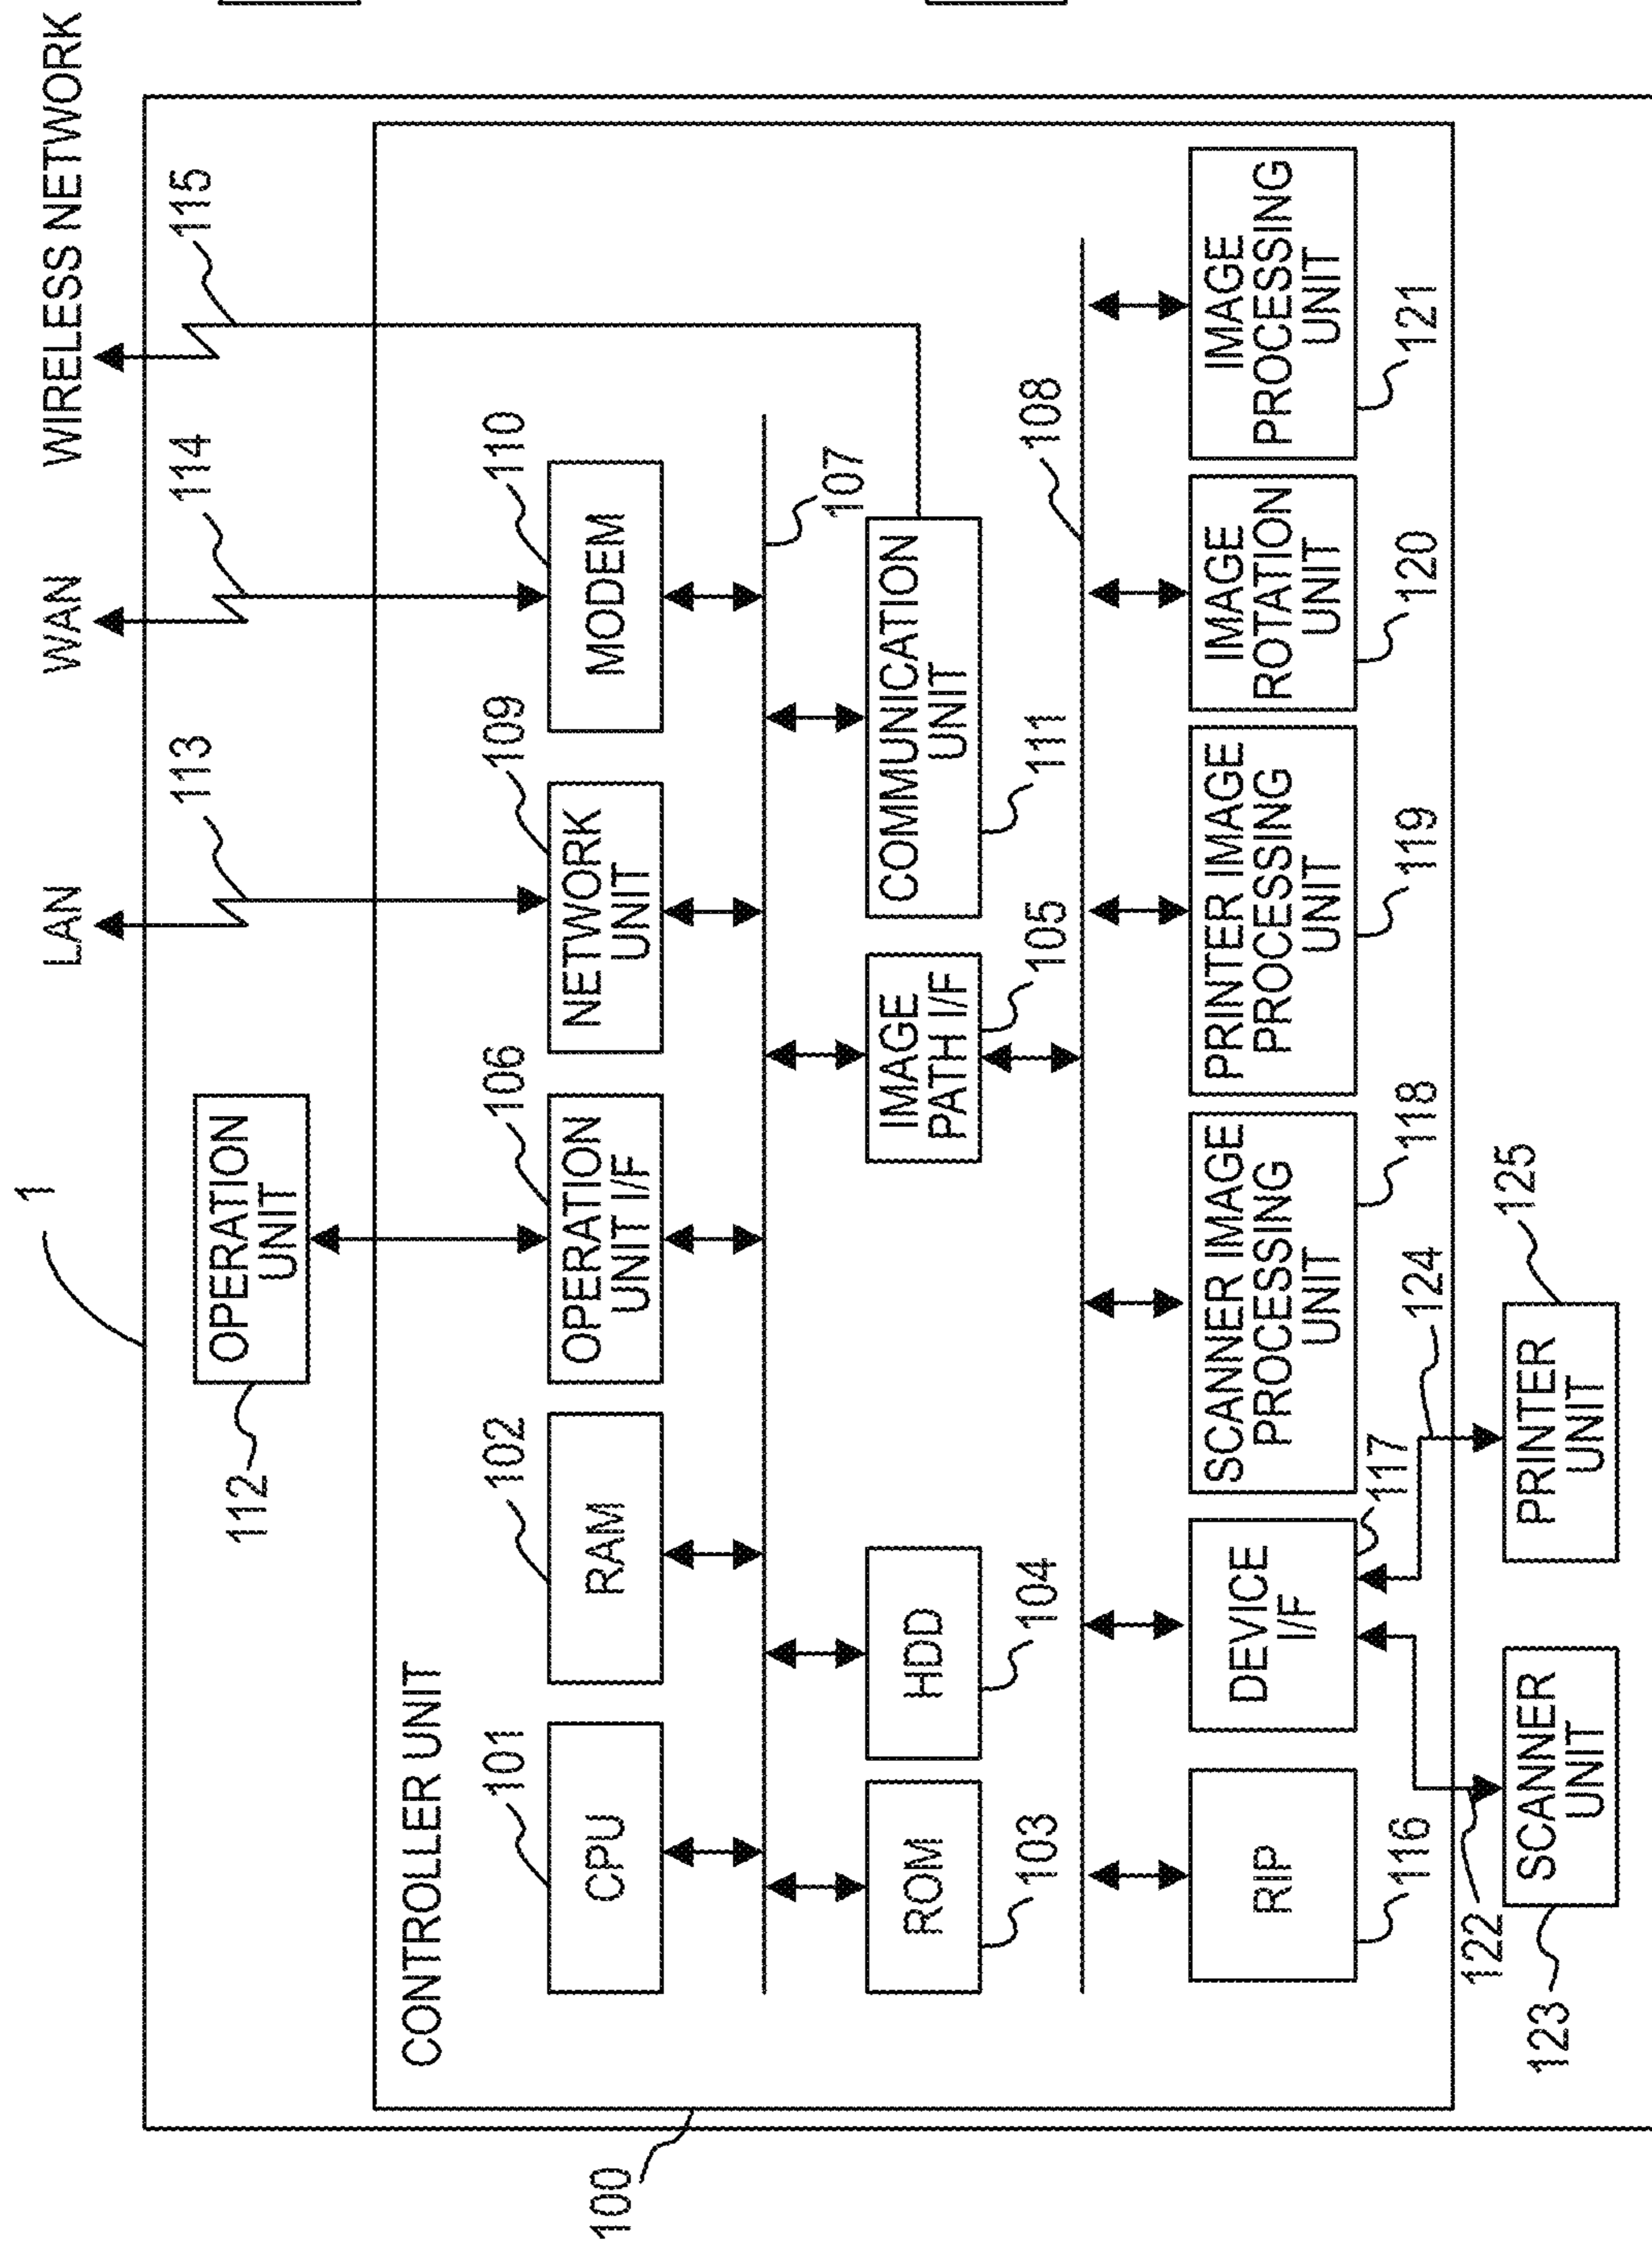 1
LAN
WAN
WIRELESS NETWORK
113
114
115
OPERATION
UNIT
112
100
CONTROLLER UNIT
101
CPU
102
RAM
106
OPERATION
UNIT I/F
109
NETWORK
UNIT
110
MODEM
107
ROM
103
HDD
104
IMAGE
PATH I/F
105
COMMUNICATION
UNIT
111
108
RIP
116
DEVICE
I/F
117
SCANNER IMAGE
PROCESSING
UNIT
118
PRINTER IMAGE
PROCESSING
UNIT
119
IMAGE
ROTATION
UNIT
120
IMAGE
PROCESSING
UNIT
121
122
124
SCANNER
UNIT
123
PRINTER
UNIT
125